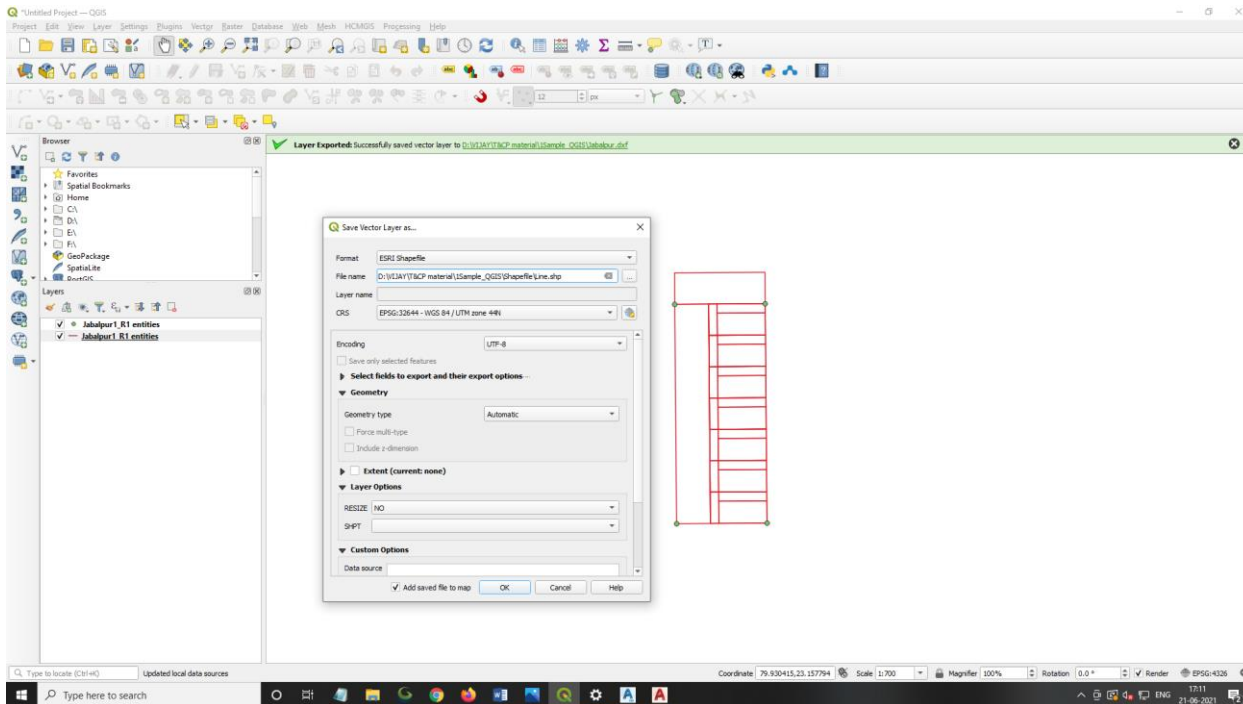 *Untitled Project — QGIS
Project Edit View Layer Settings Plugins Vector Raster Database Web Mesh HCMGIS Processing Help
12 px
Browser
Favorites
Spatial Bookmarks
Home
C:\
D:\
E:\
F:\
GeoPackage
SpatiaLite
PostGIS
Layers
Jabalpur1_R1 entities
Jabalpur1_R1 entities
Layer Exported: Successfully saved vector layer to D:\VIJAY\T&CP material\1Sample_QGIS\Jabalpur.dxf
Save Vector Layer as...
Format ESRI Shapefile
File name D:\VIJAY\T&CP material\1Sample_QGIS\Shapefile\Line.shp
Layer name
CRS EPSG:32644 - WGS 84 / UTM zone 44N
Encoding UTF-8
Save only selected features
Select fields to export and their export options
Geometry
Geometry type Automatic
Force multi-type
Include z-dimension
Extent (current: none)
Layer Options
RESIZE NO
SHPT
Custom Options
Data source
Add saved file to map OK Cancel Help
Type to locate (Ctrl+K) Updated local data sources Coordinate 79.930415,23.157794 Scale 1:700 Magnifier 100% Rotation 0.0 ° Render EPSG:4326
Type here to search ENG 17:11
21-06-2021